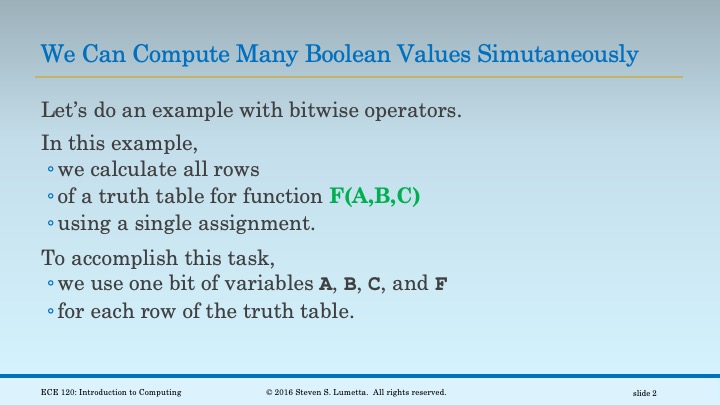 We Can Compute Many Boolean Values Simutaneously
Let’s do an example with bitwise operators.
In this example,
◦ we calculate all rows
◦ of a truth table for function F(A,B,C)
◦ using a single assignment.
To accomplish this task,
◦ we use one bit of variables A, B, C, and F
◦ for each row of the truth table.
ECE 120: Introduction to Computing © 2016 Steven S. Lumetta. All rights reserved. slide 2